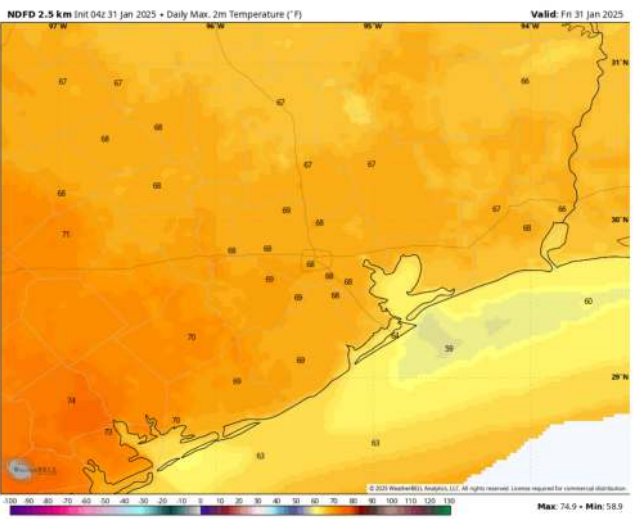 NDFD 2.5 km Init 04z 31 Jan 2025 • Daily Max. 2m Temperature (°F)
Valid: Fri 31 Jan 2025
97°W 96°W 95°W 94°W
31°N
67 67 66
67
68 68
67 67
68 68
69 67 66
68 68
30°N
71
68 68
68
69 68 68
69 68
60
70 64
59
69
29°N
69
74
70
73
63
63
WeatherBELL
© 2025 WeatherBELL Analytics, LLC. All rights reserved. License required for commercial distribution.
-100 -90 -80 -70 -60 -50 -40 -30 -20 -10 0 10 20 30 40 50 60 70 80 90 100 110 120 130
Max: 74.9 • Min: 58.9